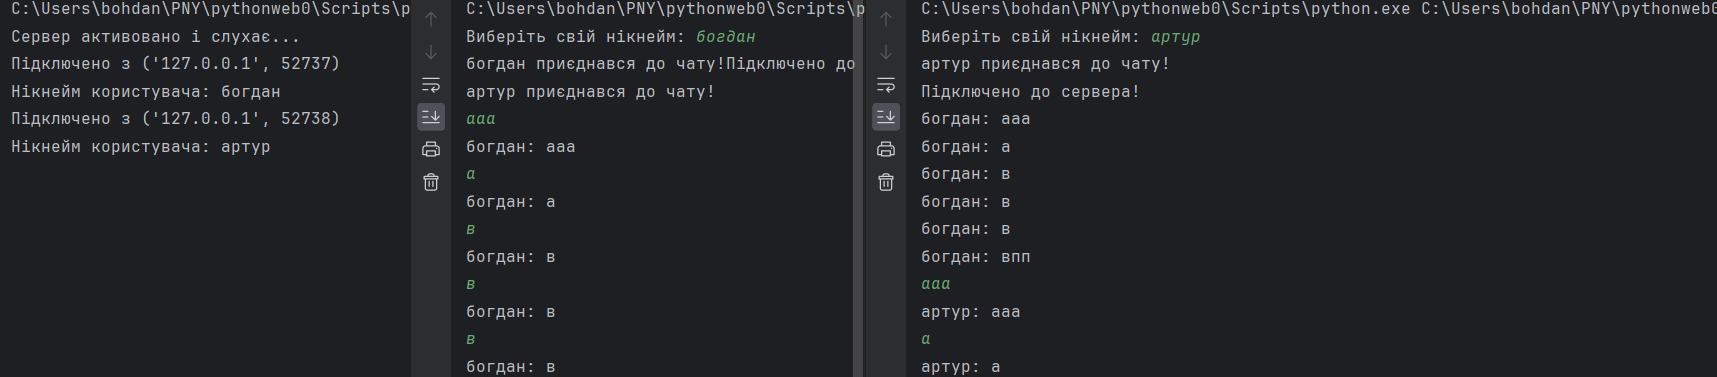 C:\Users\bohdan\PNY\pythonweb0\Scripts\p
Сервер активовано і слухає...
Підключено з ('127.0.0.1', 52737)
Нікнейм користувача: богдан
Підключено з ('127.0.0.1', 52738)
Нікнейм користувача: артур
C:\Users\bohdan\PNY\pythonweb0\Scripts\p
Виберіть свій нікнейм: богдан
богдан приєднався до чату!Підключено до
артур приєднався до чату!
ааа
богдан: ааа
а
богдан: а
в
богдан: в
в
богдан: в
в
богдан: в
C:\Users\bohdan\PNY\pythonweb0\Scripts\python.exe C:\Users\bohdan\PNY\pythonweb0
Виберіть свій нікнейм: артур
артур приєднався до чату!
Підключено до сервера!
богдан: ааа
богдан: а
богдан: в
богдан: в
богдан: в
богдан: впп
ааа
артур: ааа
а
артур: а